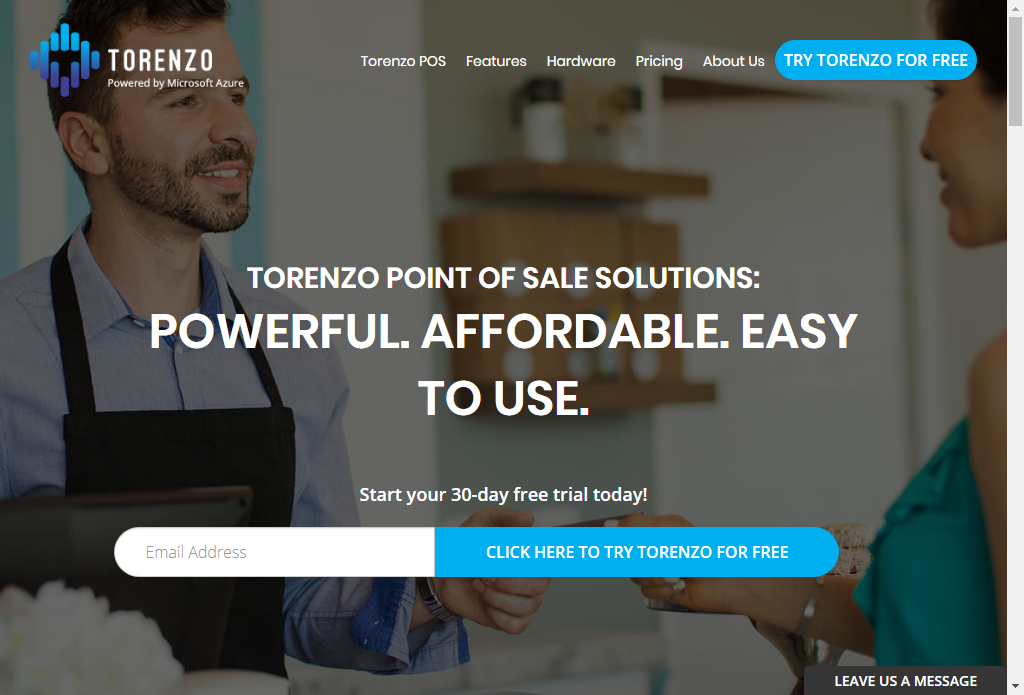 TORENZO
Powered by Microsoft Azure
Torenzo POS
Features
Hardware
Pricing
About Us
TRY TORENZO FOR FREE
TORENZO POINT OF SALE SOLUTIONS:
POWERFUL. AFFORDABLE. EASY
TO USE.
Start your 30-day free trial today!
Email Address
CLICK HERE TO TRY TORENZO FOR FREE
LEAVE US A MESSAGE